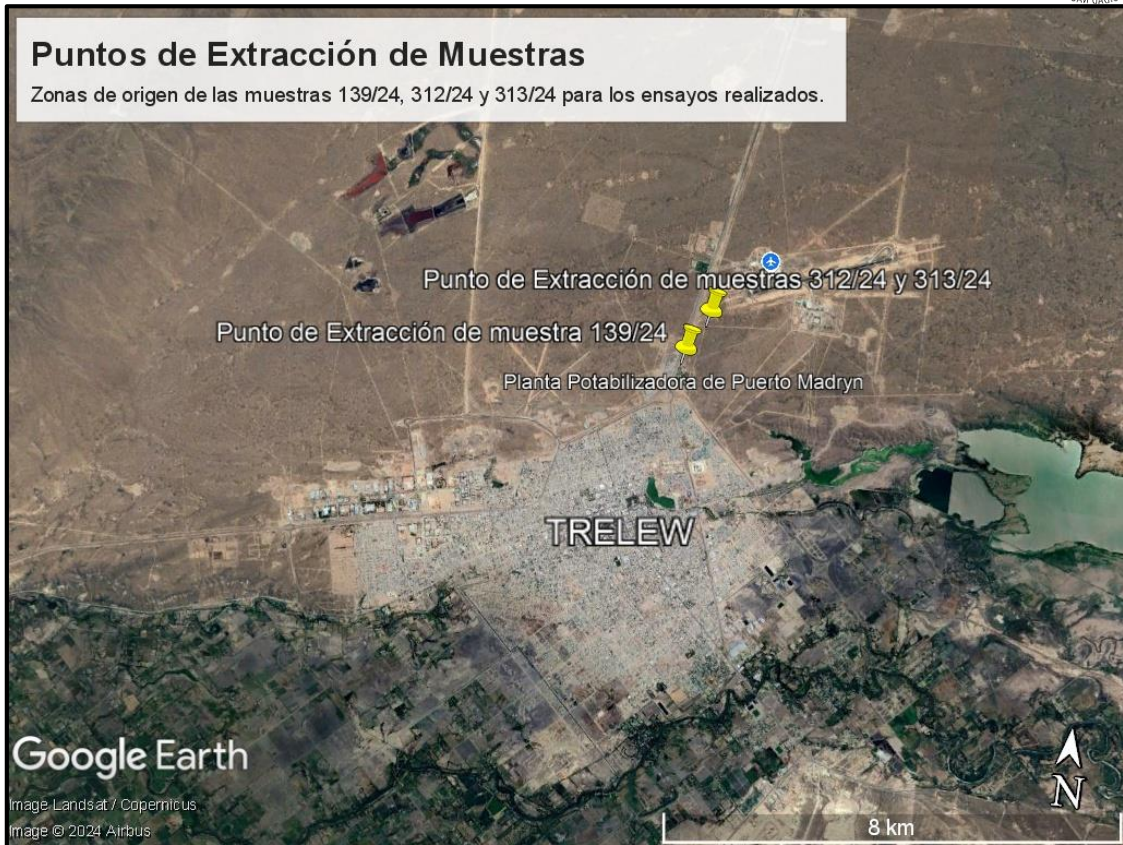 Puntos de Extracción de Muestras
Zonas de origen de las muestras 139/24, 312/24 y 313/24 para los ensayos realizados.
Punto de Extracción de muestras 312/24 y 313/24
Punto de Extracción de muestra 139/24
Planta Potabilizadora de Puerto Madryn
TRELEW
Google Earth
Image Landsat / Copernicus
Image © 2024 Airbus
N
8 km